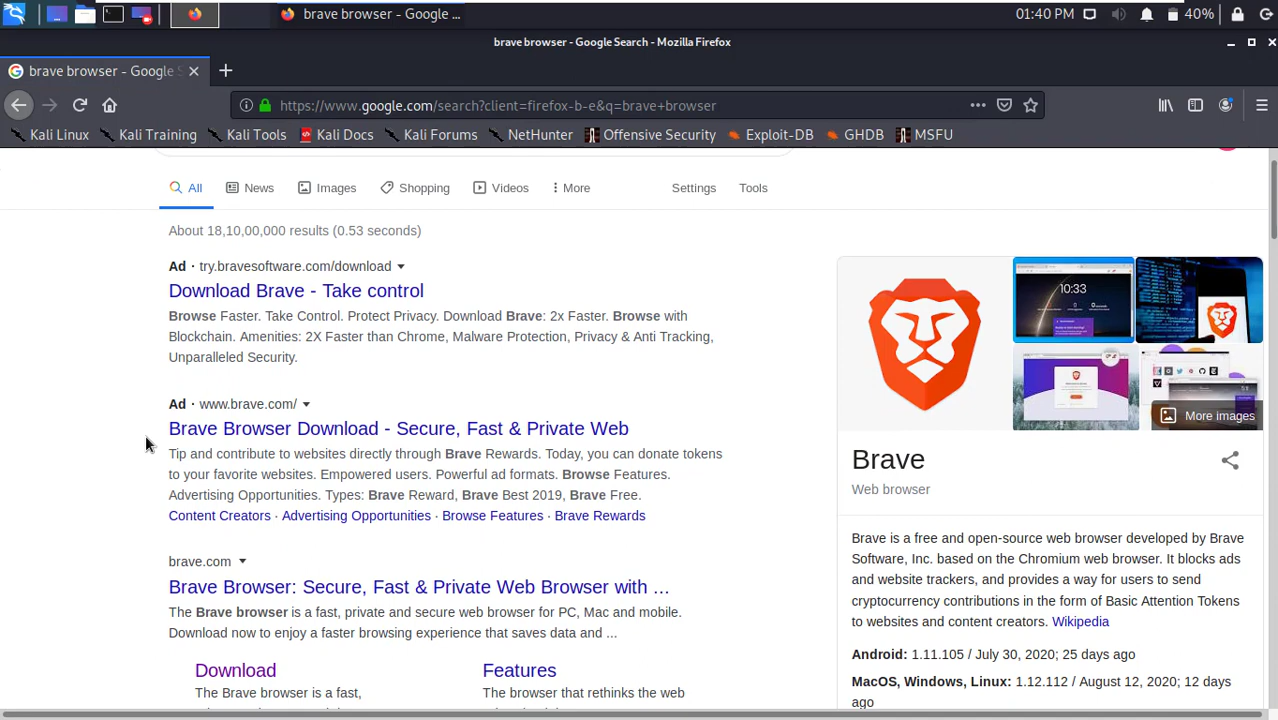 brave browser - Google ...
01:40 PM
40%
brave browser - Google Search - Mozilla Firefox
brave browser - Google S
https://www.google.com/search?client=firefox-b-e&q=brave+browser
Kali Linux
Kali Training
Kali Tools
Kali Docs
Kali Forums
NetHunter
Offensive Security
Exploit-DB
GHDB
MSFU
All
News
Images
Shopping
Videos
More
Settings
Tools
About 18,10,00,000 results (0.53 seconds)
Ad · try.bravesoftware.com/download
Download Brave - Take control
Browse Faster. Take Control. Protect Privacy. Download Brave: 2x Faster. Browse with
Blockchain. Amenities: 2X Faster than Chrome, Malware Protection, Privacy & Anti Tracking,
Unparalleled Security.
Ad · www.brave.com/
Brave Browser Download - Secure, Fast & Private Web
Tip and contribute to websites directly through Brave Rewards. Today, you can donate tokens
to your favorite websites. Empowered users. Powerful ad formats. Browse Features.
Advertising Opportunities. Types: Brave Reward, Brave Best 2019, Brave Free.
Content Creators · Advertising Opportunities · Browse Features · Brave Rewards
brave.com
Brave Browser: Secure, Fast & Private Web Browser with ...
The Brave browser is a fast, private and secure web browser for PC, Mac and mobile.
Download now to enjoy a faster browsing experience that saves data and ...
Download
The Brave browser is a fast,
Features
The browser that rethinks the web
10:33
More images
Brave
Web browser
Brave is a free and open-source web browser developed by Brave
Software, Inc. based on the Chromium web browser. It blocks ads
and website trackers, and provides a way for users to send
cryptocurrency contributions in the form of Basic Attention Tokens
to websites and content creators. Wikipedia
Android: 1.11.105 / July 30, 2020; 25 days ago
MacOS, Windows, Linux: 1.12.112 / August 12, 2020; 12 days
ago